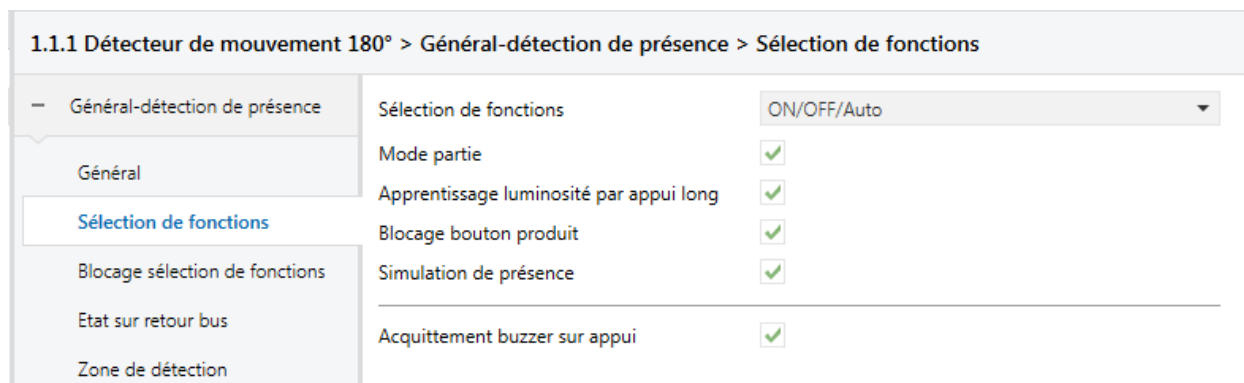 1.1.1 Détecteur de mouvement 180° > Général-détection de présence > Sélection de fonctions
— Général-détection de présence
Général
Sélection de fonctions
Blocage sélection de fonctions
Etat sur retour bus
Zone de détection
Sélection de fonctions ON/OFF/Auto
Mode partie
Apprentissage luminosité par appui long
Blocage bouton produit
Simulation de présence
Acquittement buzzer sur appui